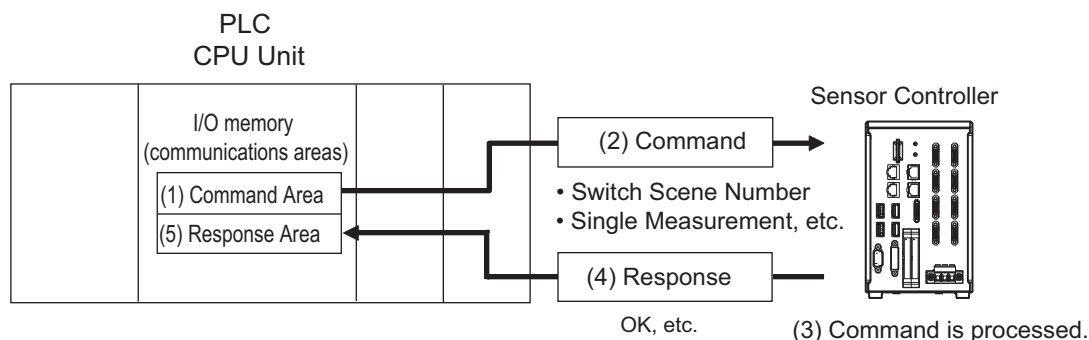 PLC
CPU Unit
I/O memory
(communications areas)
(1) Command Area
(5) Response Area
(2) Command
• Switch Scene Number
• Single Measurement, etc.
(4) Response
OK, etc.
Sensor Controller
(3) Command is processed.